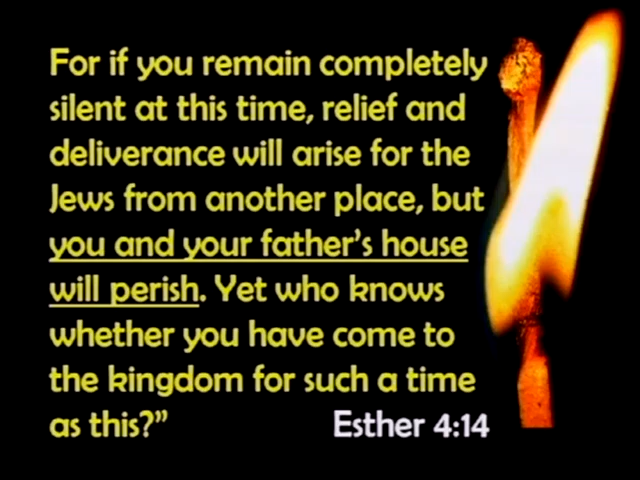 For if you remain completely
silent at this time, relief and
deliverance will arise for the
Jews from another place, but
you and your father's house
will perish. Yet who knows
whether you have come to
the kingdom for such a time
as this?” Esther 4:14